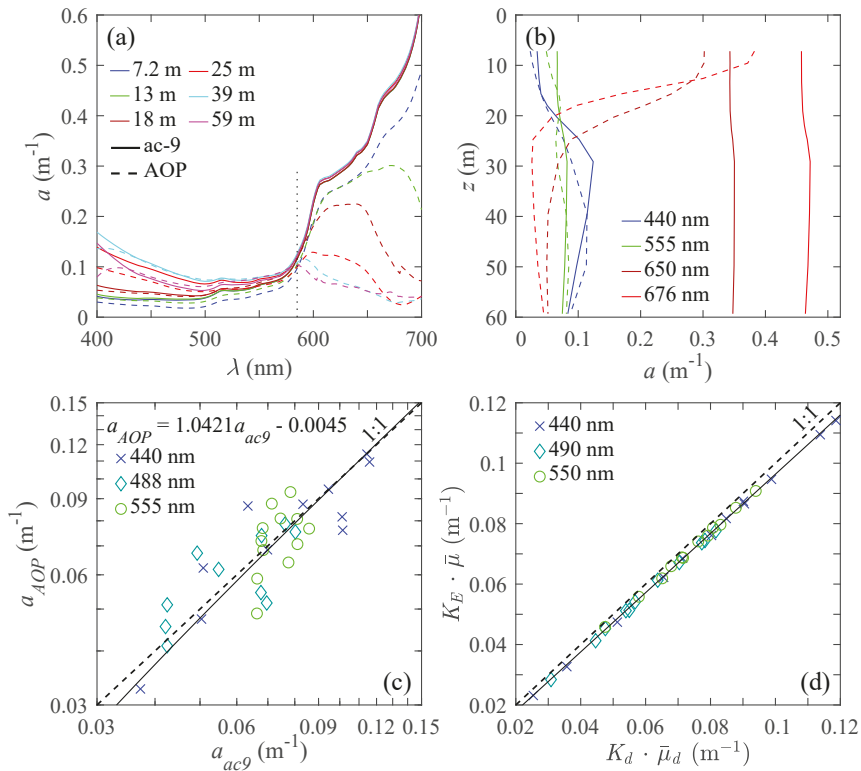 (a)
0.6
0.5
0.4
0.3
0.2
0.1
0
a (m⁻¹)
7.2 m
13 m
18 m
25 m
39 m
59 m
ac-9
AOP
400 500 600 700
λ (nm)
(b)
0
10
20
30
40
50
60
z (m)
440 nm
555 nm
650 nm
676 nm
0 0.1 0.2 0.3 0.4 0.5
a (m⁻¹)
0.15
0.12
0.09
0.06
0.03
a_AOP (m⁻¹)
a_AOP = 1.0421a_ac9 - 0.0045
1:1
440 nm
488 nm
555 nm
(c)
0.03 0.06 0.09 0.12 0.15
a_ac9 (m⁻¹)
0.12
0.10
0.08
0.06
0.04
0.02
K_E · μ̄ (m⁻¹)
1:1
440 nm
490 nm
550 nm
(d)
0.02 0.04 0.06 0.08 0.10 0.12
K_d · μ̄_d (m⁻¹)